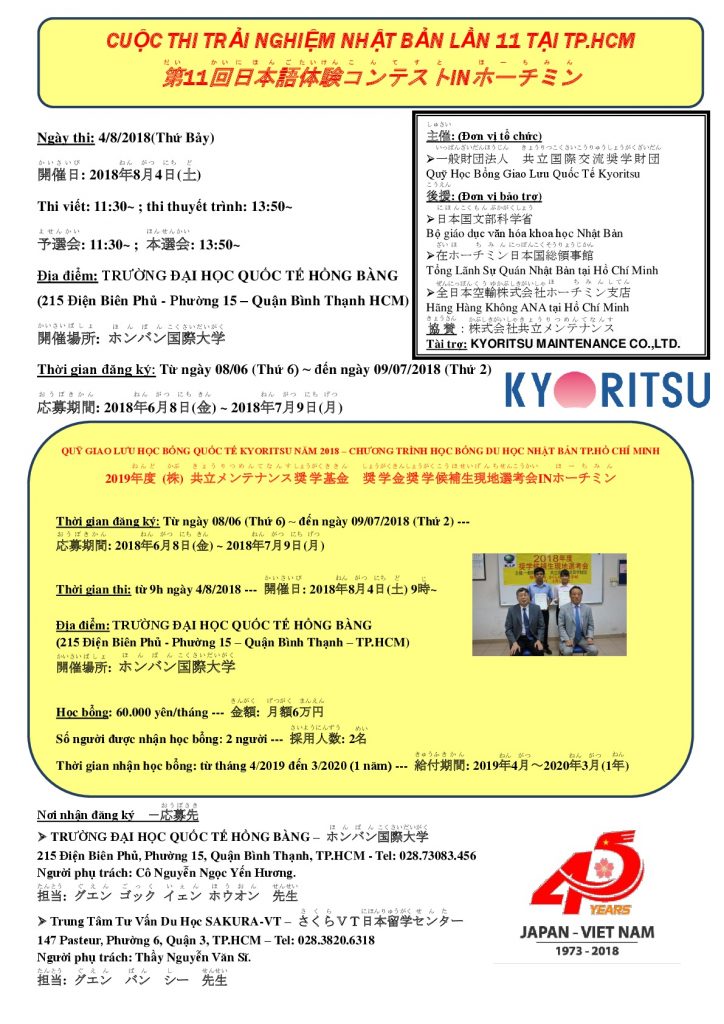 CUỘC THI TRẢI NGHIỆM NHẬT BẢN LẦN 11 TẠI TP.HCM
第11回日本語体験コンテストINホーチミン
Ngày thi: 4/8/2018(Thứ Bảy)
開催日: 2018年8月4日(土)
Thi viết: 11:30~ ; thi thuyết trình: 13:50~
予選会: 11:30~ ; 本選会: 13:50~
Địa điểm: TRƯỜNG ĐẠI HỌC QUỐC TẾ HỒNG BÀNG
(215 Điện Biên Phủ - Phường 15 – Quận Bình Thạnh HCM)
開催場所: ホンバン国際大学
Thời gian đăng ký: Từ ngày 08/06 (Thứ 6) ~ đến ngày 09/07/2018 (Thứ 2)
応募期間: 2018年6月8日(金) ~ 2018年7月9日(月)
主催: (Đơn vị tổ chức)
➢一般財団法人 共立国際交流奨学財団
Quỹ Học Bổng Giao Lưu Quốc Tế Kyoritsu
後援: (Đơn vị bảo trợ)
➢日本国文部科学省
Bộ giáo dục văn hóa khoa học Nhật Bản
➢在ホーチミン日本国総領事館
Tổng Lãnh Sự Quán Nhật Bản tại Hồ Chí Minh
➢全日本空輸株式会社ホーチミン支店
Hãng Hàng Không ANA tại Hồ Chí Minh
協賛：株式会社共立メンテナンス
Tài trợ: KYORITSU MAINTENANCE CO.,LTD.
KYORITSU
QUỸ GIAO LƯU HỌC BỔNG QUỐC TẾ KYORITSU NĂM 2018 – CHƯƠNG TRÌNH HỌC BỔNG DU HỌC NHẬT BẢN TP.HỒ CHÍ MINH
2019年度 (株) 共立メンテナンス奨学基金 奨学金奨学候補生現地選考会INホーチミン
Thời gian đăng ký: Từ ngày 08/06 (Thứ 6) ~ đến ngày 09/07/2018 (Thứ 2) ---
応募期間: 2018年6月8日(金) ~ 2018年7月9日(月)
Thời gian thi: từ 9h ngày 4/8/2018 --- 開催日: 2018年8月4日(土) 9時~
Địa điểm: TRƯỜNG ĐẠI HỌC QUỐC TẾ HỒNG BÀNG
(215 Điện Biên Phủ - Phường 15 – Quận Bình Thạnh – TP.HCM)
開催場所: ホンバン国際大学
Học bổng: 60.000 yên/tháng --- 金額: 月額6万円
Số người được nhận học bổng: 2 người --- 採用人数: 2名
Thời gian nhận học bổng: từ tháng 4/2019 đến 3/2020 (1 năm) --- 給付期間: 2019年4月～2020年3月(1年)
2018年度
奨学候補生現地選考会
Nơi nhận đăng ký －応募先
➢ TRƯỜNG ĐẠI HỌC QUỐC TẾ HỒNG BÀNG – ホンバン国際大学
215 Điện Biên Phủ, Phường 15, Quận Bình Thạnh, TP.HCM - Tel: 028.73083.456
Người phụ trách: Cô Nguyễn Ngọc Yến Hương.
担当: グエン ゴック イェン ホウオン 先生
➢ Trung Tâm Tư Vấn Du Học SAKURA-VT – さくらＶＴ日本留学センター
147 Pasteur, Phường 6, Quận 3, TP.HCM – Tel: 028.3820.6318
Người phụ trách: Thầy Nguyễn Văn Sĩ.
担当: グエン バン シー 先生
45
YEARS
JAPAN - VIET NAM
1973 - 2018